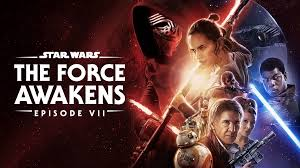 STAR WARS
THE FORCE
AWAKENS
EPISODE VII